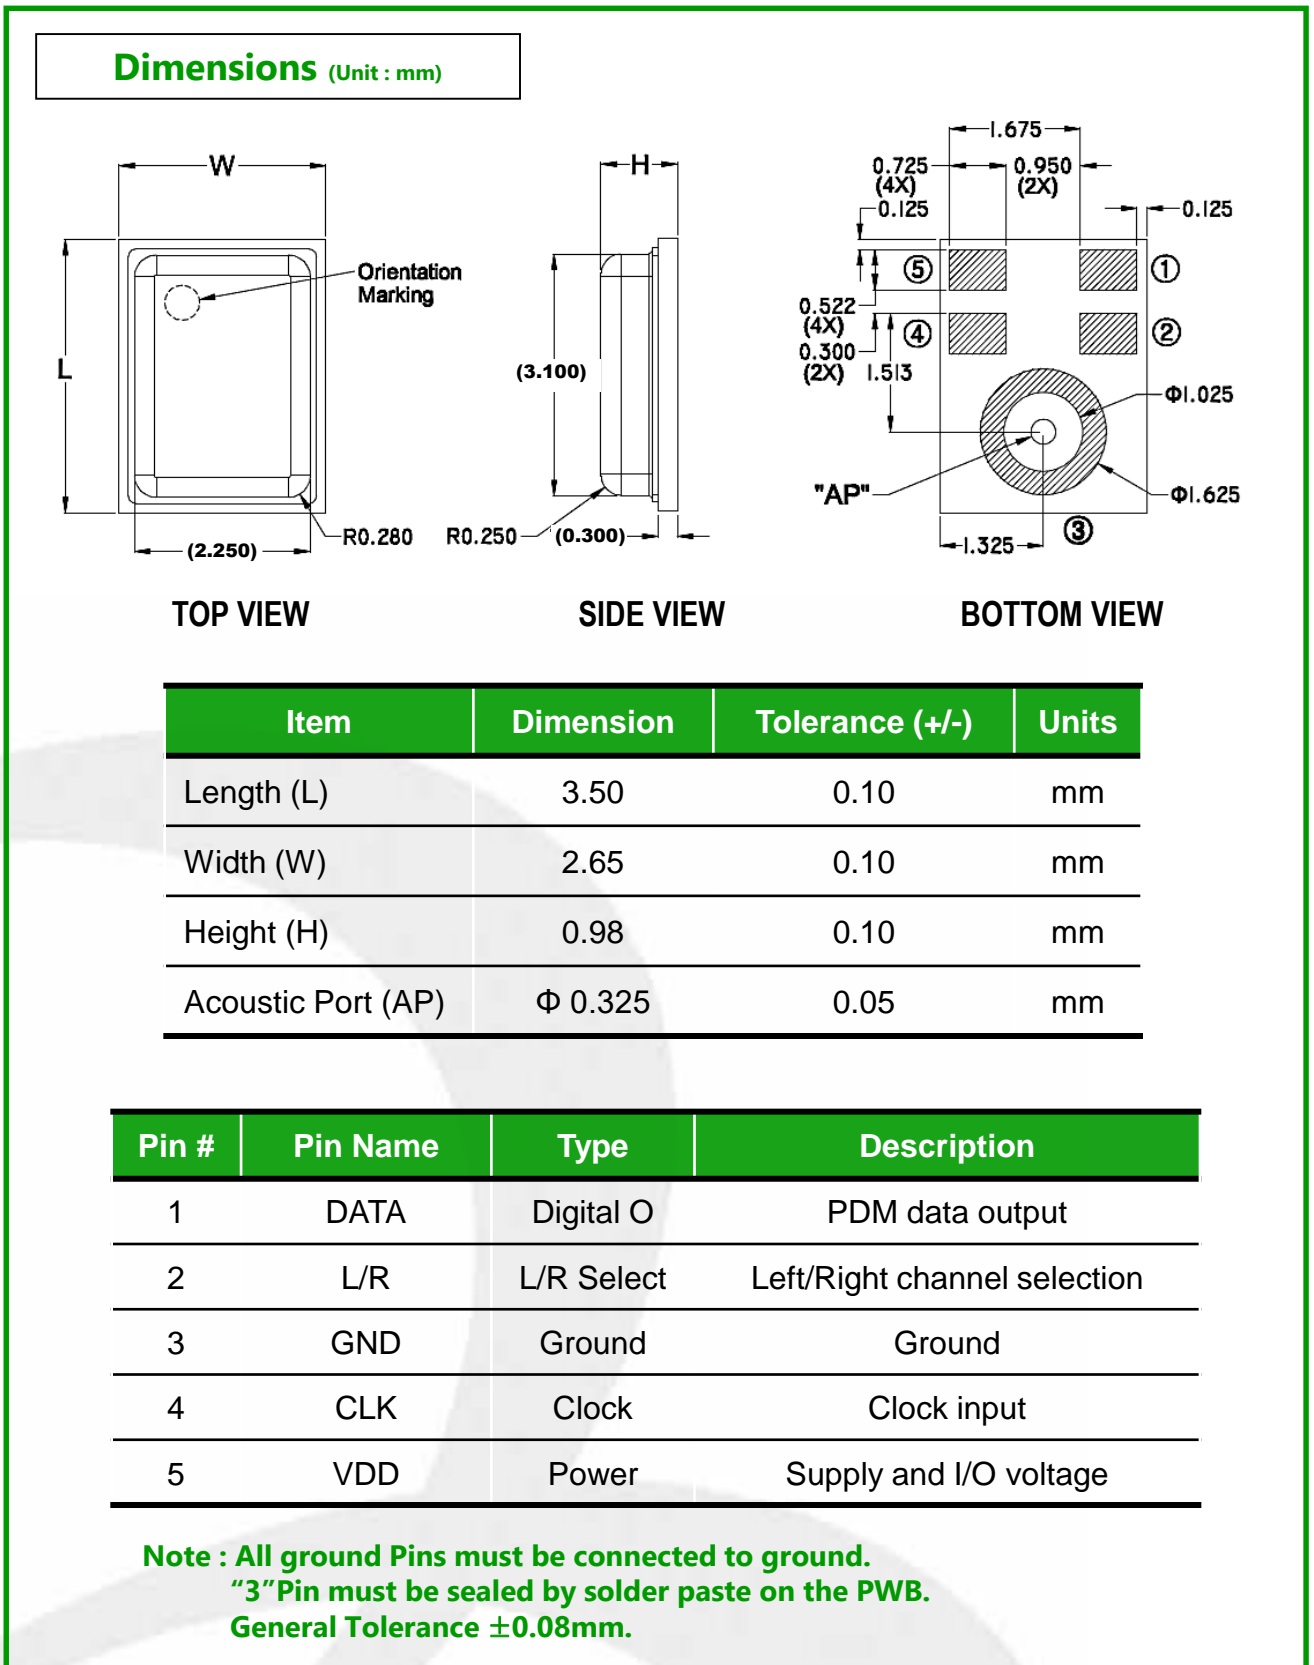 Dimensions (Unit : mm)
W
L
Orientation
Marking
(2.250)
R0.280
TOP VIEW
H
(3.100)
R0.250
(0.300)
SIDE VIEW
1.675
0.725
(4X)
0.950
(2X)
0.125
0.125
⑤
①
0.522
(4X)
④
②
0.300
(2X)
1.513
Φ1.025
"AP"
Φ1.625
1.325
③
BOTTOM VIEW
Item Dimension Tolerance (+/-) Units
Length (L) 3.50 0.10 mm
Width (W) 2.65 0.10 mm
Height (H) 0.98 0.10 mm
Acoustic Port (AP) Φ 0.325 0.05 mm
Pin # Pin Name Type Description
1 DATA Digital O PDM data output
2 L/R L/R Select Left/Right channel selection
3 GND Ground Ground
4 CLK Clock Clock input
5 VDD Power Supply and I/O voltage
Note : All ground Pins must be connected to ground.
“3”Pin must be sealed by solder paste on the PWB.
General Tolerance ±0.08mm.